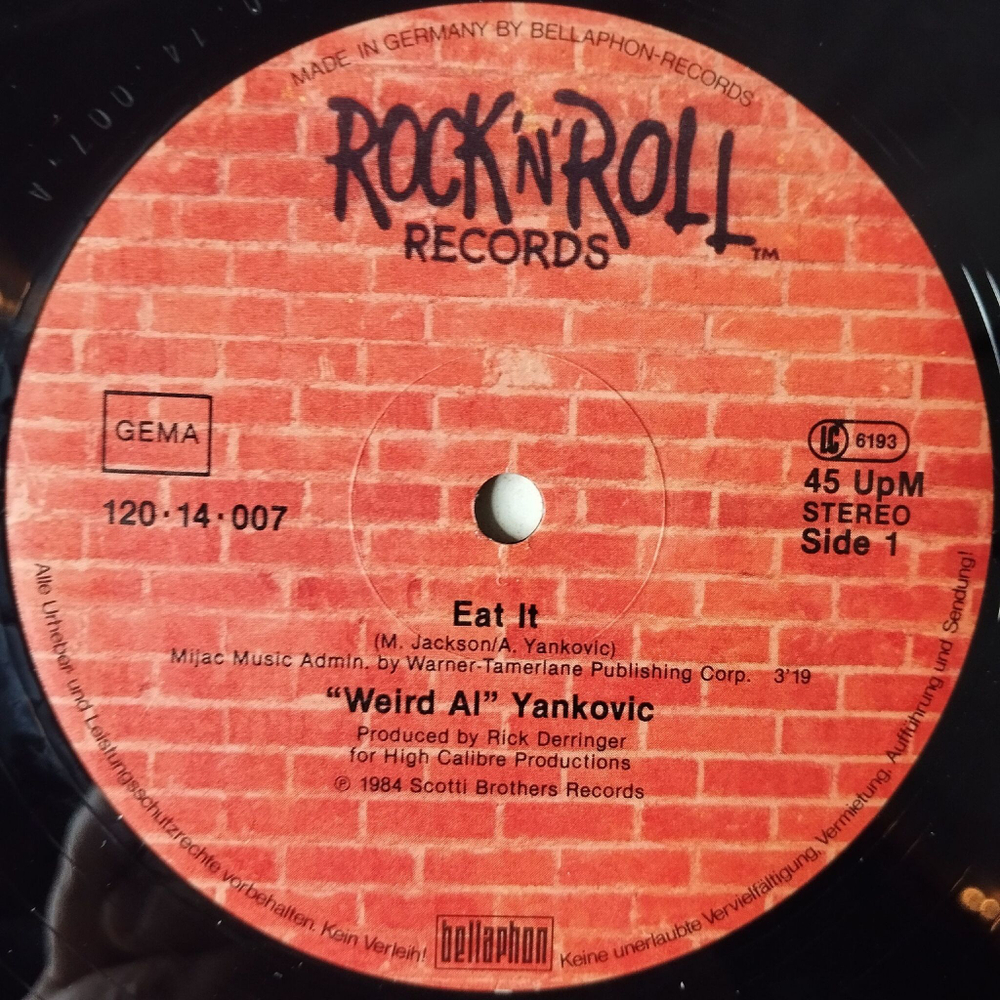 MADE IN GERMANY BY BELLAPHON-RECORDS
ROCK'N'ROLL
RECORDS TM
GEMA
120·14·007
LC 6193
45 UpM
STEREO
Side 1
Eat It
(M. Jackson/A. Yankovic)
Mijac Music Admin. by Warner-Tamerlane Publishing Corp. 3'19
“Weird Al” Yankovic
Produced by Rick Derringer
for High Calibre Productions
℗ 1984 Scotti Brothers Records
Alle Urheber- und Leistungsschutzrechte vorbehalten. Kein Verleih!
bellaphon
Keine unerlaubte Vervielfältigung, Vermietung, Aufführung und Sendung!